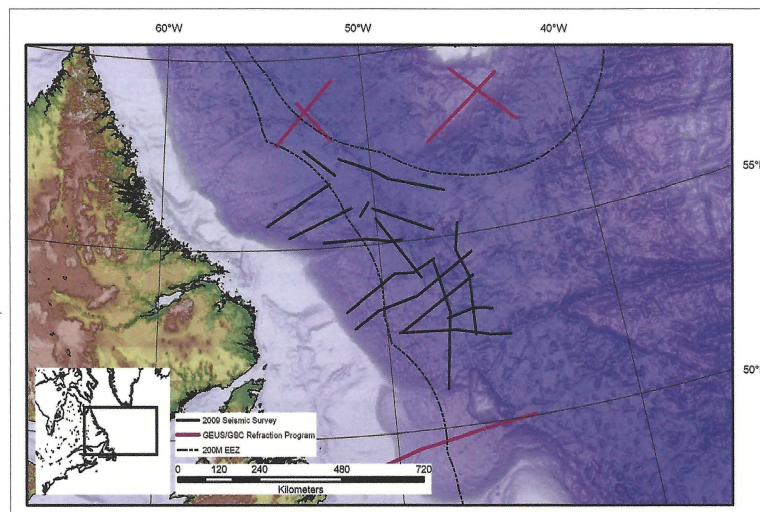 60°W
50°W
40°W
55°N
50°N
2009 Seismic Survey
GEUS/GSC Refraction Program
200M EEZ
0 120 240 480 720
Kilometers